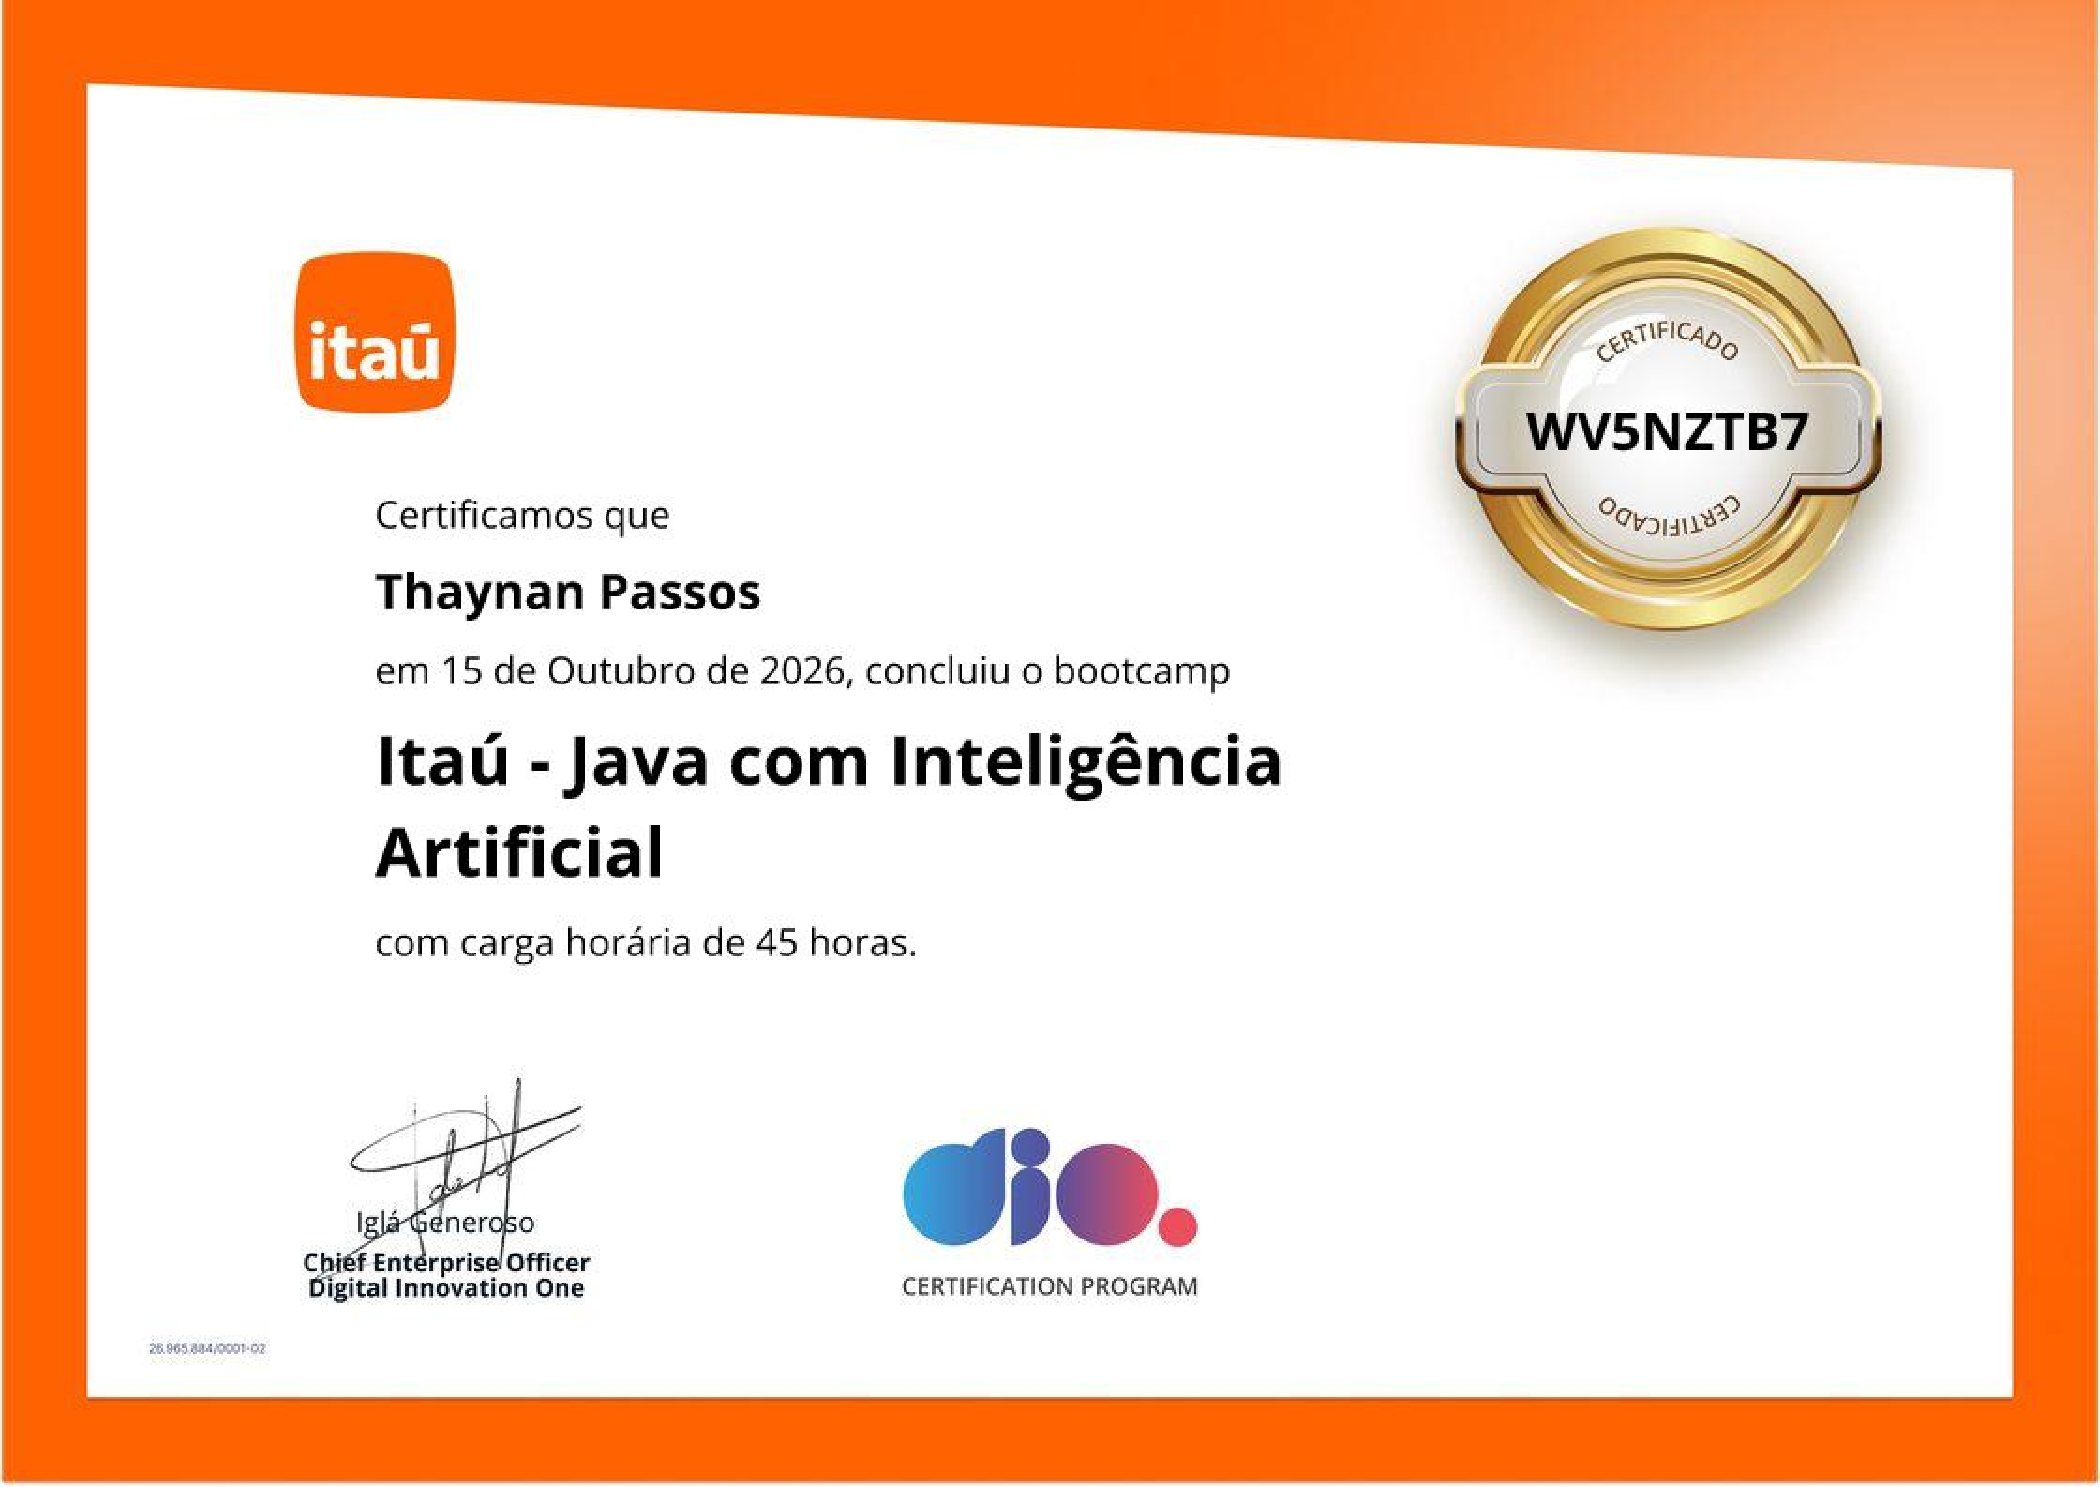 itaú
CERTIFICADO
WV5NZTB7
CERTIFICADO
Certificamos que
Thaynan Passos
em 15 de Outubro de 2026, concluiu o bootcamp
Itaú - Java com Inteligência
Artificial
com carga horária de 45 horas.
Iglá Generoso
Chief Enterprise Officer
Digital Innovation One
dio.
CERTIFICATION PROGRAM
26.965.884/0001-02